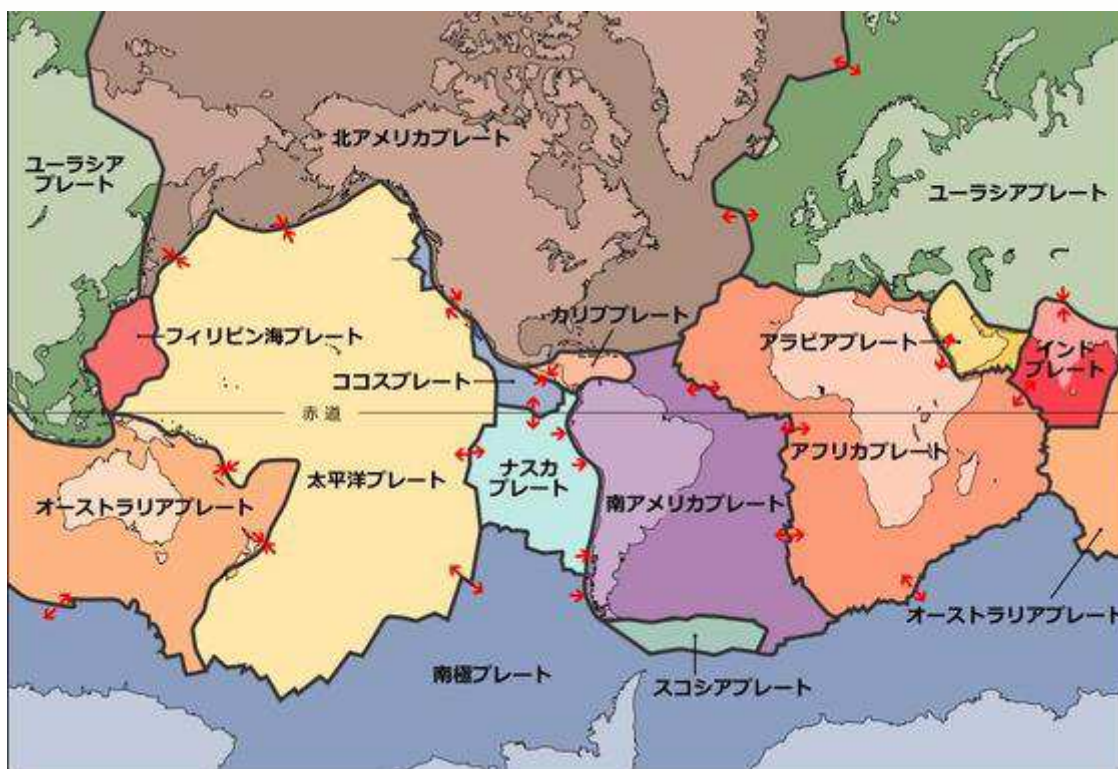 北アメリカプレート
ユーラシア
プレート
ユーラシアプレート
カリブプレート
フィリピン海プレート
アラビアプレート
インド
プレート
ココスプレート
赤道
アフリカプレート
ナスカ
プレート
太平洋プレート
オーストラリアプレート
南アメリカプレート
オーストラリアプレート
南極プレート
スコシアプレート